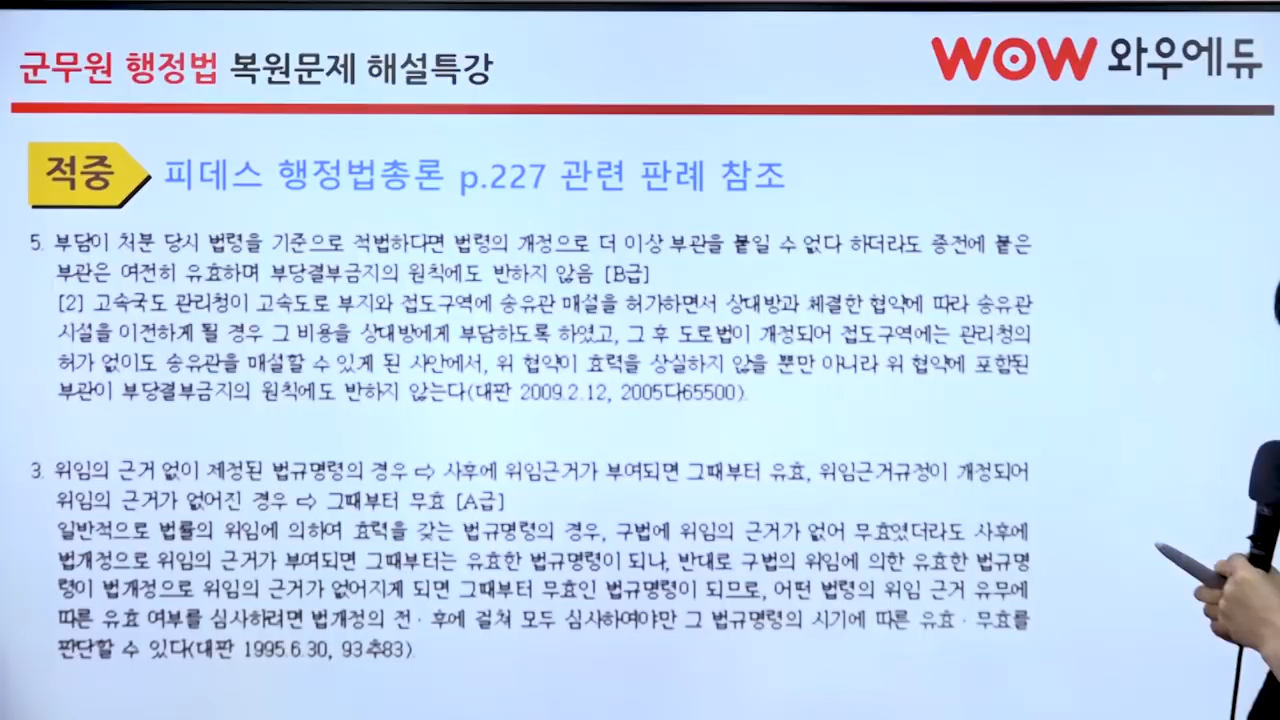 군무원 행정법 복원문제 해설특강
WOW 와우에듀
적중
피데스 행정법총론 p.227 관련 판례 참조
5. 부담이 처분 당시 법령을 기준으로 적법하다면 법령의 개정으로 더 이상 부관을 붙일 수 없다 하더라도 종전에 붙은
부관은 여전히 유효하며 부당결부금지의 원칙에도 반하지 않음 [B급]
[2] 고속국도 관리청이 고속도로 부지와 접도구역에 송유관 매설을 허가하면서 상대방과 체결한 협약에 따라 송유관
시설을 이전하게 될 경우 그 비용을 상대방에게 부담하도록 하였고, 그 후 도로법이 개정되어 접도구역에는 관리청의
허가 없이도 송유관을 매설할 수 있게 된 사안에서, 위 협약이 효력을 상실하지 않을 뿐만 아니라 위 협약에 포함된
부관이 부당결부금지의 원칙에도 반하지 않는다(대판 2009.2.12, 2005다65500).
3. 위임의 근거 없이 제정된 법규명령의 경우 ⇨ 사후에 위임근거가 부여되면 그때부터 유효, 위임근거규정이 개정되어
위임의 근거가 없어진 경우 ⇨ 그때부터 무효 [A급]
일반적으로 법률의 위임에 의하여 효력을 갖는 법규명령의 경우, 구법에 위임의 근거가 없어 무효였더라도 사후에
법개정으로 위임의 근거가 부여되면 그때부터는 유효한 법규명령이 되나, 반대로 구법의 위임에 의한 유효한 법규명
령이 법개정으로 위임의 근거가 없어지게 되면 그때부터 무효인 법규명령이 되므로, 어떤 법령의 위임 근거 유무에
따른 유효 여부를 심사하려면 법개정의 전·후에 걸쳐 모두 심사하여야만 그 법규명령의 시기에 따른 유효·무효를
판단할 수 있다(대판 1995.6.30, 93추83).